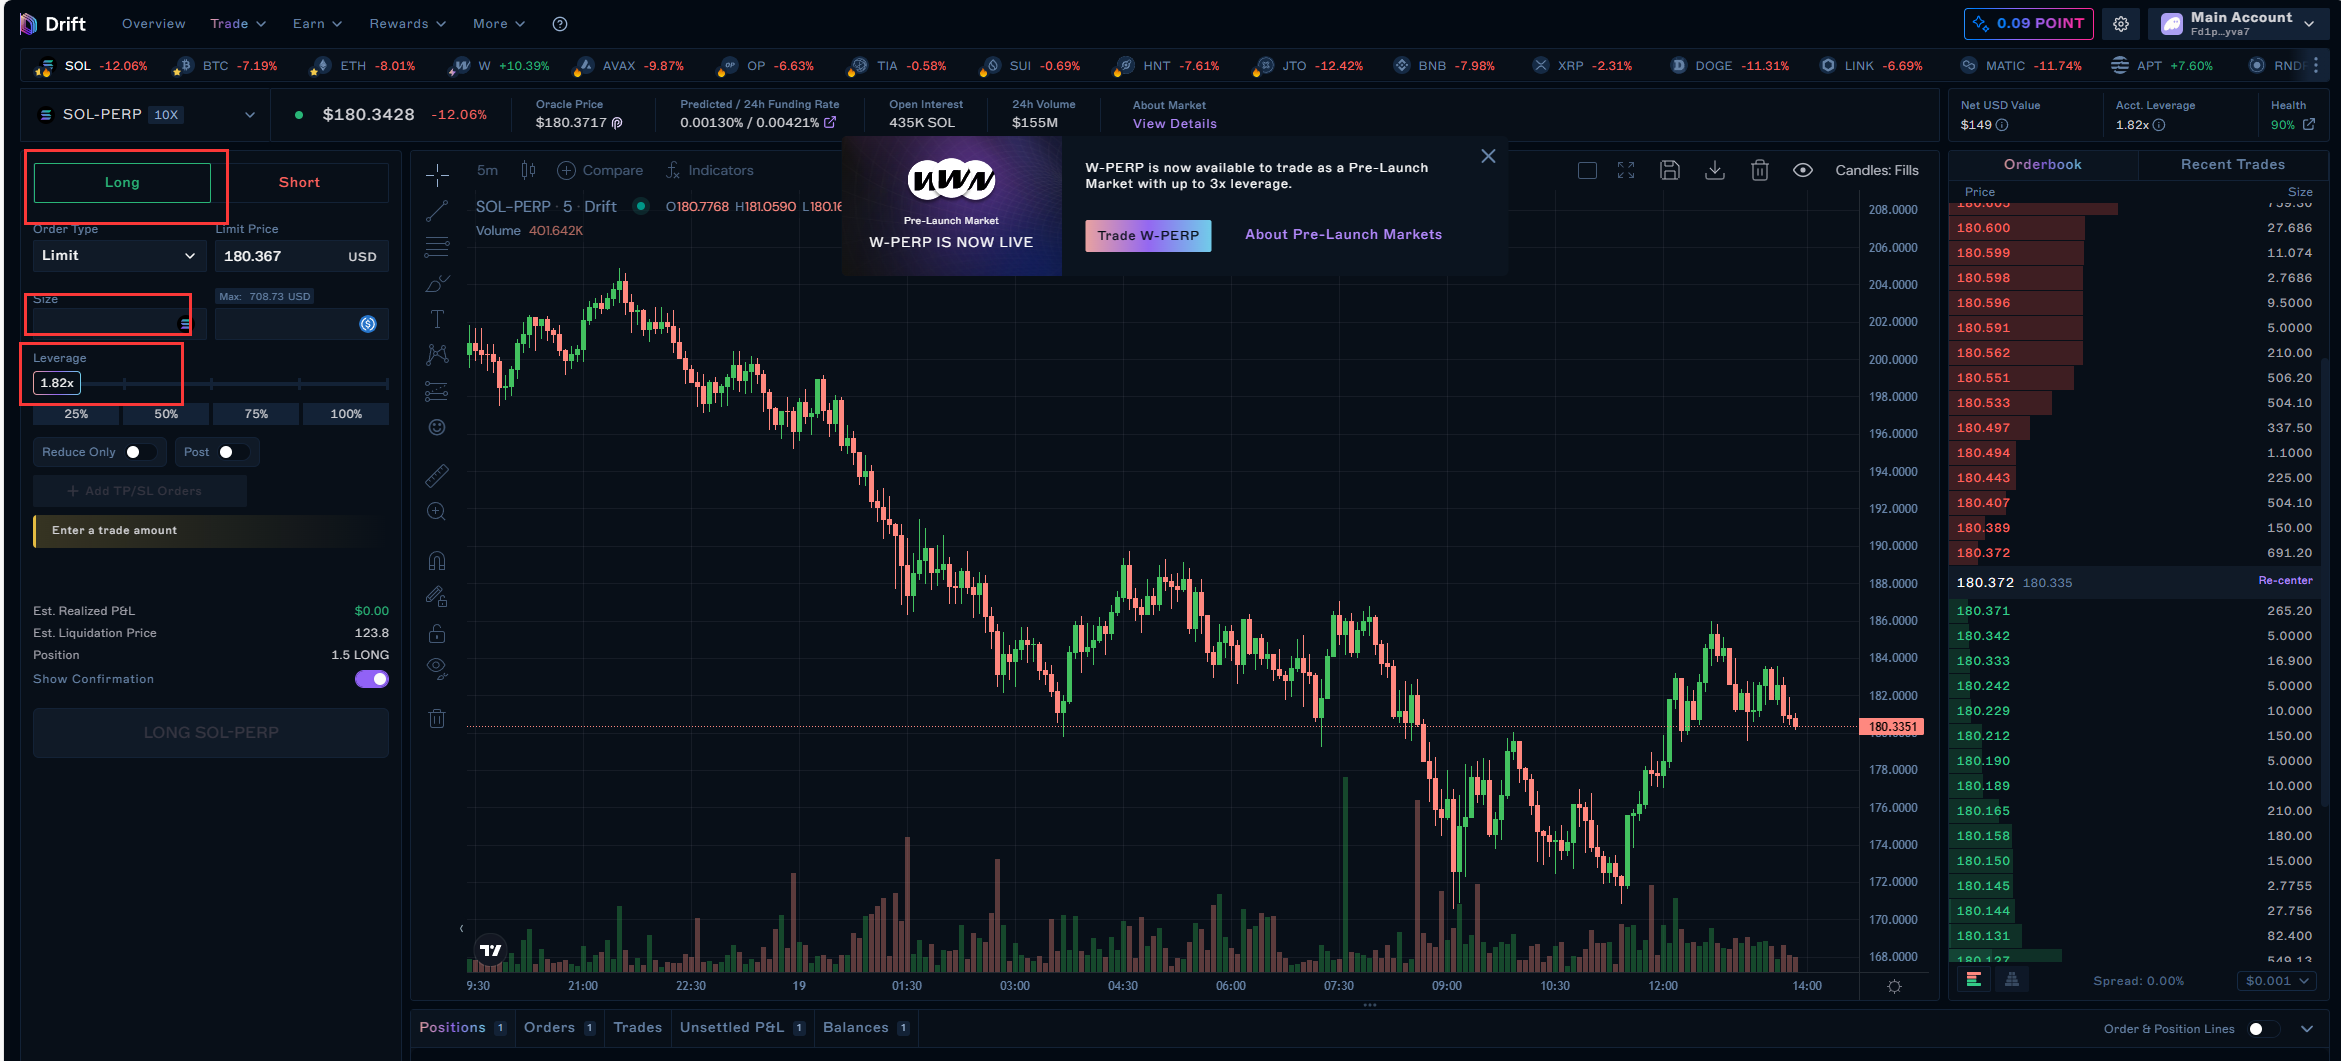 Drift
Overview Trade Earn Rewards More
0.09 POINT
Main Account
Fd1p...yva7
SOL -12.06% BTC -7.19% ETH -8.01% W +10.39% AVAX -9.87% OP -6.63% TIA -0.58% SUI -0.69% HNT -7.61% JTO -12.42% BNB -7.98% XRP -2.31% DOGE -11.31% LINK -6.69% MATIC -11.74% APT +7.60%
SOL-PERP 10X
$180.3428 -12.06%
Oracle Price
$180.3717
Predicted / 24h Funding Rate
0.00130% / 0.00421%
Open Interest
435K SOL
24h Volume
$155M
About Market
View Details
Net USD Value
$149
Acct. Leverage
1.82x
Health
90%
Long
Short
Order Type
Limit
Limit Price
180.367 USD
Size
Max: 708.73 USD
Leverage
1.82x
25% 50% 75% 100%
Reduce Only
Post
+ Add TP/SL Orders
Enter a trade amount
Est. Realized P&L $0.00
Est. Liquidation Price 123.8
Position 1.5 LONG
Show Confirmation
LONG SOL-PERP
5m Compare Indicators
Candles: Fills
SOL-PERP · 5 · Drift O180.7768 H181.0590
Volume 401.642K
Pre-Launch Market
W-PERP IS NOW LIVE
W-PERP is now available to trade as a Pre-Launch
Market with up to 3x leverage.
Trade W-PERP
About Pre-Launch Markets
208.0000
206.0000
204.0000
202.0000
200.0000
198.0000
196.0000
194.0000
192.0000
190.0000
188.0000
186.0000
184.0000
182.0000
180.3351
178.0000
176.0000
174.0000
172.0000
170.0000
168.0000
9:30 21:00 22:30 19 01:30 03:00 04:30 06:00 07:30 09:00 10:30 12:00 14:00
Orderbook
Recent Trades
Price Size
180.600 27.686
180.599 11.074
180.598 2.7686
180.596 9.5000
180.591 5.0000
180.562 210.00
180.551 506.20
180.533 504.10
180.497 337.50
180.494 1.1000
180.443 225.00
180.407 504.10
180.389 150.00
180.372 691.20
180.372 180.335 Re-center
180.371 265.20
180.342 5.0000
180.333 16.900
180.242 5.0000
180.229 10.000
180.212 150.00
180.190 5.0000
180.189 10.000
180.165 210.00
180.158 180.00
180.150 15.000
180.145 2.7755
180.144 27.756
180.131 82.400
Spread: 0.00%
$0.001
Positions 1 Orders 1 Trades Unsettled P&L 1 Balances 1
Order & Position Lines